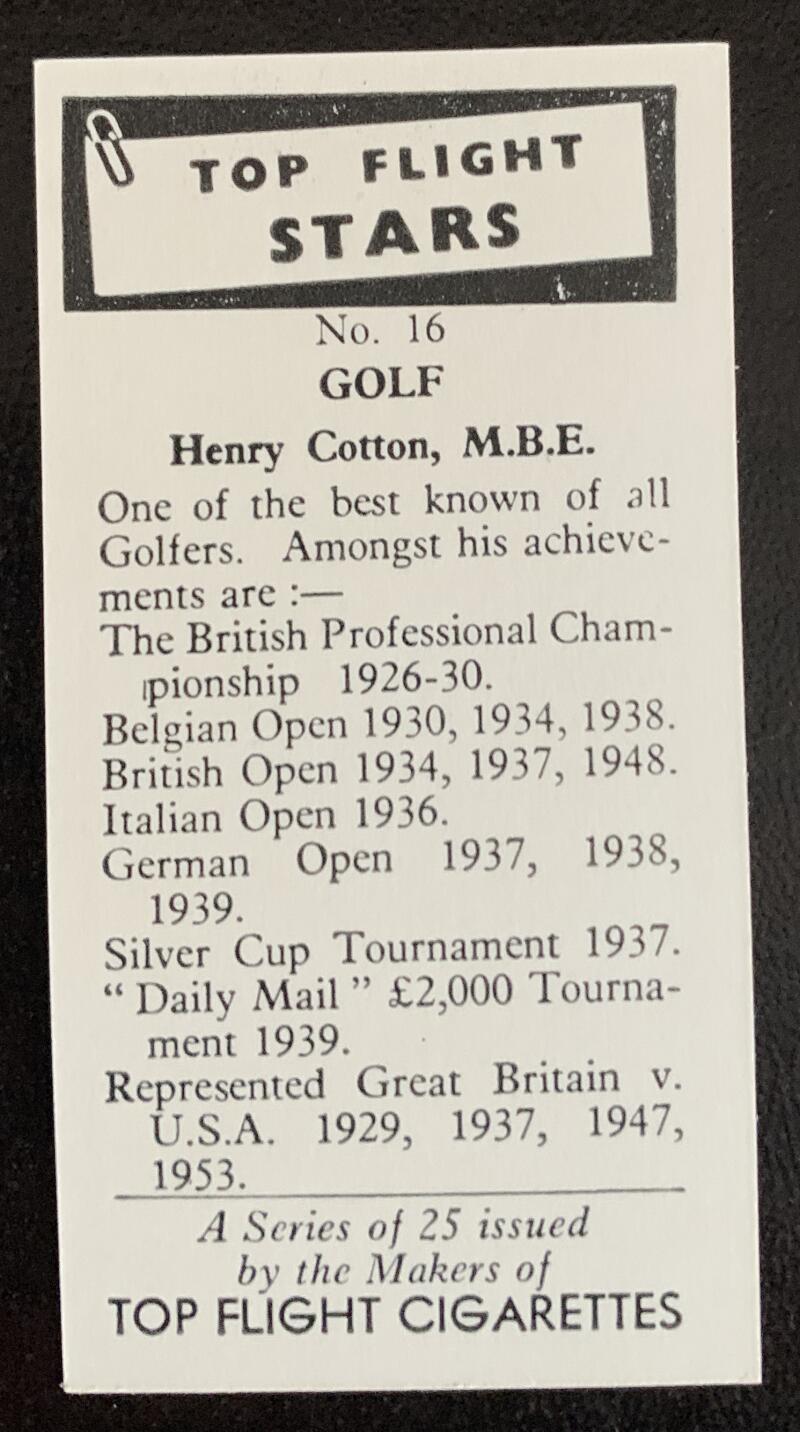 TOP FLIGHT
STARS
No. 16
GOLF
Henry Cotton, M.B.E.
One of the best known of all
Golfers. Amongst his achieve-
ments are :—
The British Professional Cham-
pionship 1926-30.
Belgian Open 1930, 1934, 1938.
British Open 1934, 1937, 1948.
Italian Open 1936.
German Open 1937, 1938,
1939.
Silver Cup Tournament 1937.
“ Daily Mail ” £2,000 Tourna-
ment 1939.
Represented Great Britain v.
U.S.A. 1929, 1937, 1947,
1953.
A Series of 25 issued
by the Makers of
TOP FLIGHT CIGARETTES